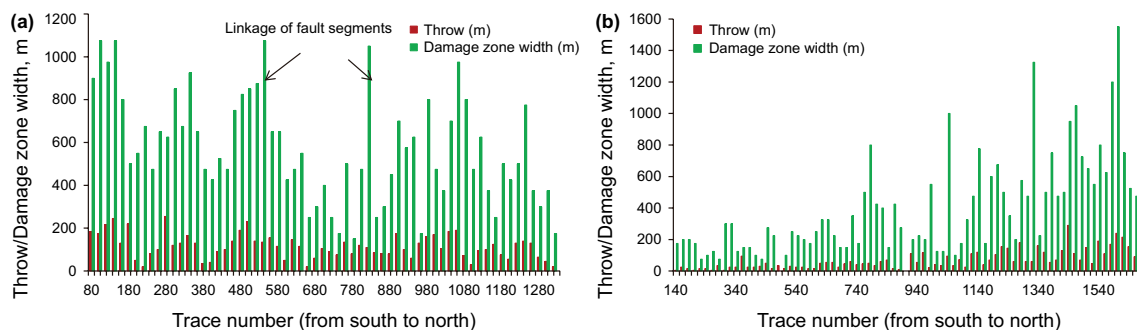 (a)
Linkage of fault segments
Throw (m)
Damage zone width (m)
Throw/Damage zone width, m
1200
1000
800
600
400
200
0
80 180 280 380 480 580 680 780 880 980 1080 1180 1280
Trace number (from south to north)
(b)
Throw (m)
Damage zone width (m)
Throw/Damage zone width, m
1600
1400
1200
1000
800
600
400
200
0
140 340 540 740 940 1140 1340 1540
Trace number (from south to north)